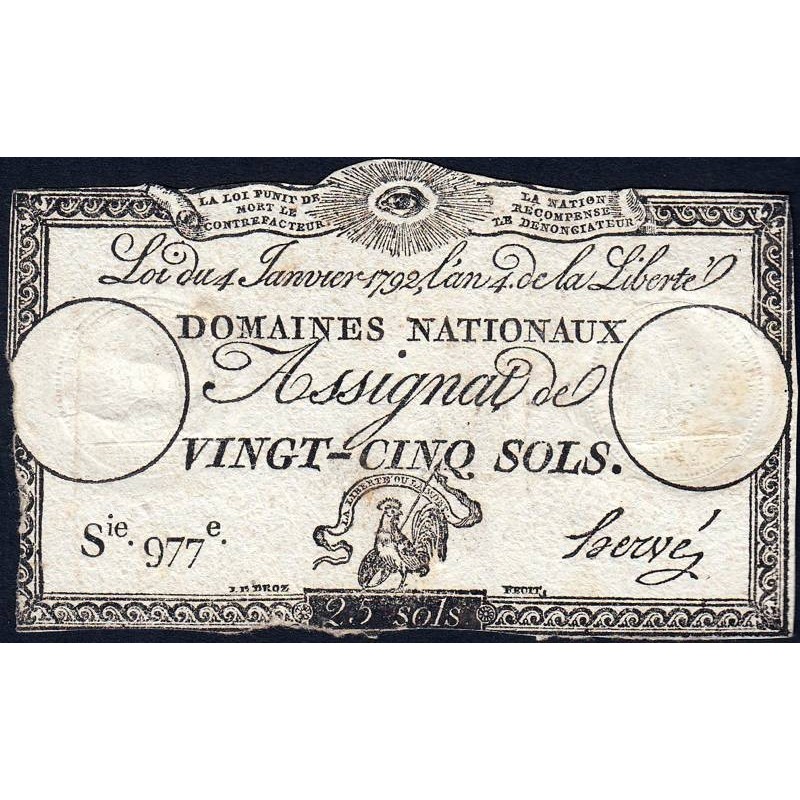 LA LOI PUNIT DE
MORT LE
CONTREFACTEUR
LA NATION
RECOMPENSE
LE DENONCIATEUR
Loi du 4 Janvier 1792, l'an 4. de la Liberté
DOMAINES NATIONAUX
Assignat de
VINGT-CINQ SOLS.
LA LIBERTÉ OU LA MORT
Sie. 977e.
hervé
FECIT,
25 sols